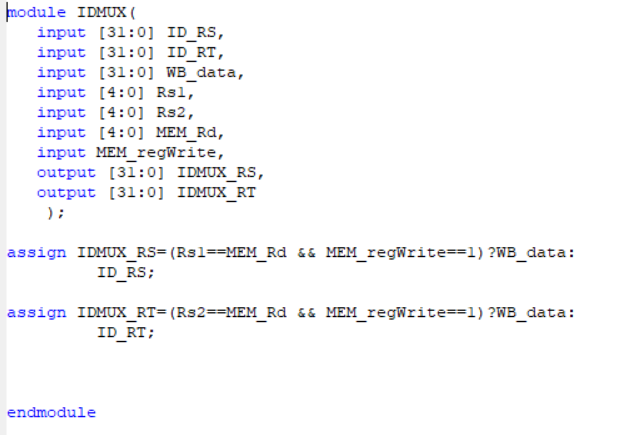 module IDMUX(
input [31:0] ID_RS,
input [31:0] ID_RT,
input [31:0] WB_data,
input [4:0] Rs1,
input [4:0] Rs2,
input [4:0] MEM_Rd,
input MEM_regWrite,
output [31:0] IDMUX_RS,
output [31:0] IDMUX_RT
);
assign IDMUX_RS=(Rs1==MEM_Rd && MEM_regWrite==1)?WB_data:
ID_RS;
assign IDMUX_RT=(Rs2==MEM_Rd && MEM_regWrite==1)?WB_data:
ID_RT;
endmodule